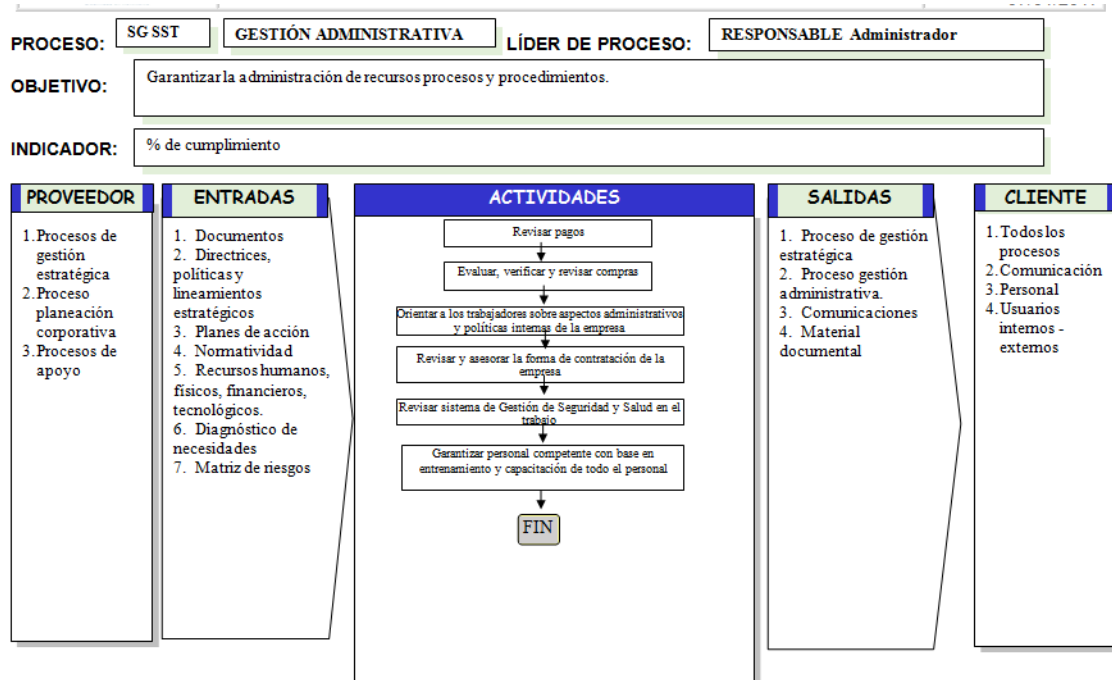 PROCESO: SG SST GESTIÓN ADMINISTRATIVA LÍDER DE PROCESO: RESPONSABLE Administrador
OBJETIVO: Garantizar la administración de recursos procesos y procedimientos.
INDICADOR: % de cumplimiento
PROVEEDOR
1. Procesos de
gestión
estratégica
2. Proceso
planeación
corporativa
3. Procesos de
apoyo
ENTRADAS
1. Documentos
2. Directrices,
políticas y
lineamientos
estratégicos
3. Planes de acción
4. Normatividad
5. Recursos humanos,
físicos, financieros,
tecnológicos.
6. Diagnóstico de
necesidades
7. Matriz de riesgos
ACTIVIDADES
Revisar pagos
Evaluar, verificar y revisar compras
Orientar a los trabajadores sobre aspectos administrativos
y políticas internas de la empresa
Revisar y asesorar la forma de contratación de la
empresa
Revisar sistema de Gestión de Seguridad y Salud en el
trabajo
Garantizar personal competente con base en
entrenamiento y capacitación de todo el personal
FIN
SALIDAS
1. Proceso de gestión
estratégica
2. Proceso gestión
administrativa.
3. Comunicaciones
4. Material
documental
CLIENTE
1. Todos los
procesos
2. Comunicación
3. Personal
4. Usuarios
internos -
externos